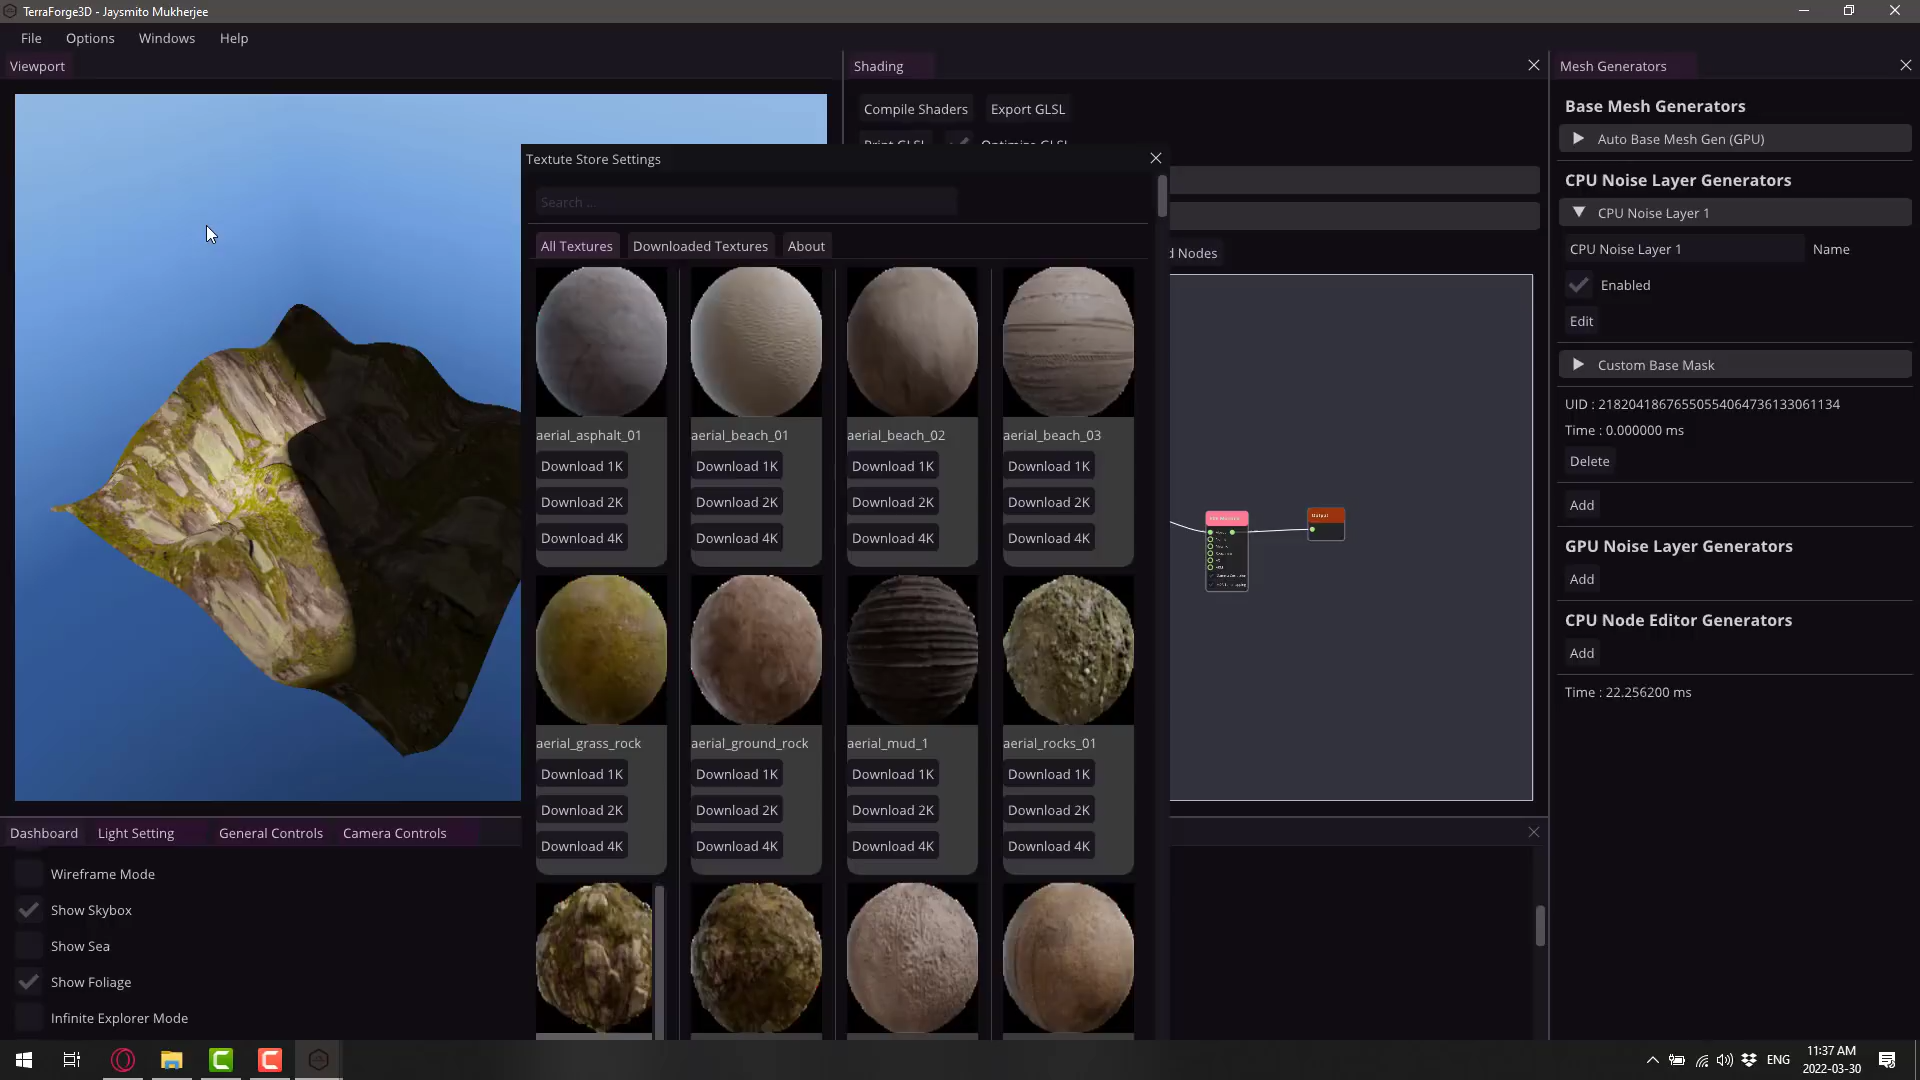 TerraForge3D - Jaysmito Mukherjee
File Options Windows Help
Viewport
Shading
Mesh Generators
Compile Shaders Export GLSL
Print GLSL Optimize GLSL
Textute Store Settings
Search ...
All Textures Downloaded Textures About
d Nodes
aerial_asphalt_01 aerial_beach_01 aerial_beach_02 aerial_beach_03
Download 1K Download 1K Download 1K Download 1K
Download 2K Download 2K Download 2K Download 2K
Download 4K Download 4K Download 4K Download 4K
aerial_grass_rock aerial_ground_rock aerial_mud_1 aerial_rocks_01
Download 1K Download 1K Download 1K Download 1K
Download 2K Download 2K Download 2K Download 2K
Download 4K Download 4K Download 4K Download 4K
Output
Base Mesh Generators
Auto Base Mesh Gen (GPU)
CPU Noise Layer Generators
CPU Noise Layer 1
CPU Noise Layer 1 Name
Enabled
Edit
Custom Base Mask
UID : 21820418676550554064736133061134
Time : 0.000000 ms
Delete
Add
GPU Noise Layer Generators
Add
CPU Node Editor Generators
Add
Time : 22.256200 ms
Dashboard Light Setting General Controls Camera Controls
Wireframe Mode
Show Skybox
Show Sea
Show Foliage
Infinite Explorer Mode
ENG
11:37 AM
2022-03-30